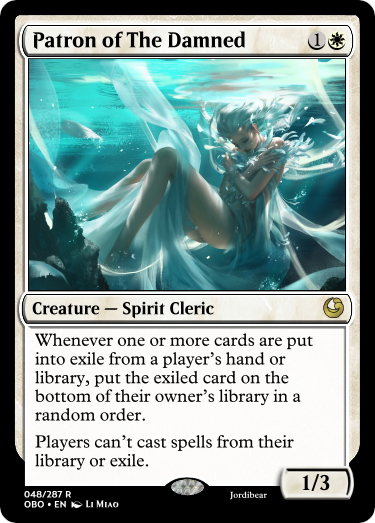 Patron of The Damned
1
Creature — Spirit Cleric
Whenever one or more cards are put
into exile from a player's hand or
library, put the exiled card on the
bottom of their owner's library in a
random order.
Players can't cast spells from their
library or exile.
1/3
048/287 R
OBO • EN Li Miao
Jordibear